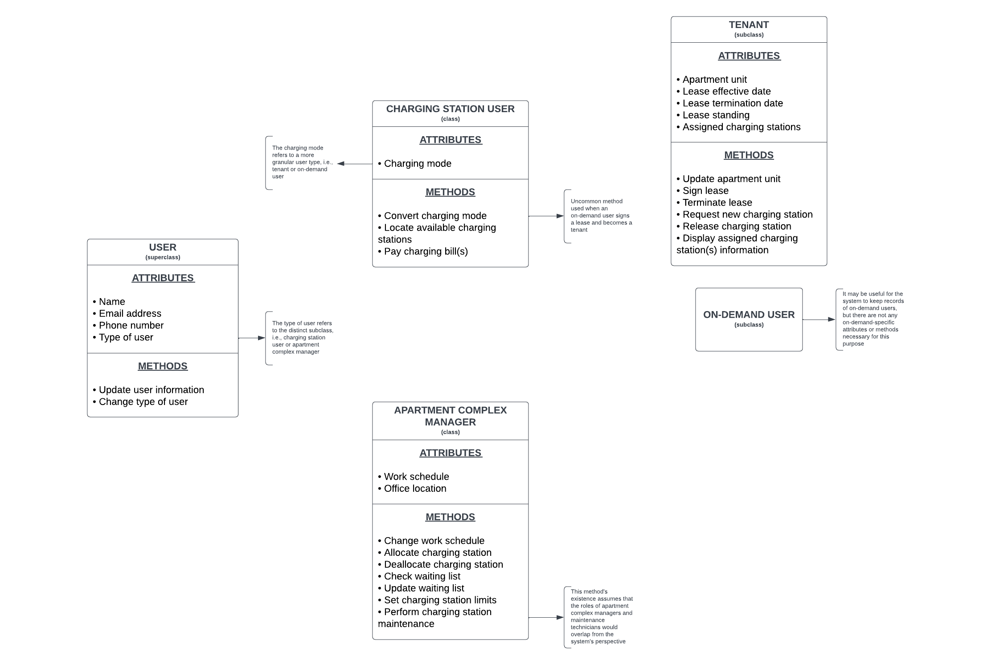 USER
(superclass)
ATTRIBUTES
• Name
• Email address
• Phone number
• Type of user
METHODS
• Update user information
• Change type of user
The type of user refers
to the distinct subclass,
i.e., charging station
user or apartment
complex manager
CHARGING STATION USER
(class)
ATTRIBUTES
• Charging mode
METHODS
• Convert charging mode
• Locate available charging
stations
• Pay charging bill(s)
The charging mode
refers to a more
granular user type, i.e.,
tenant or on-demand
user
Uncommon method
used when an
on-demand user signs
a lease and becomes a
tenant
APARTMENT COMPLEX
MANAGER
(class)
ATTRIBUTES
• Work schedule
• Office location
METHODS
• Change work schedule
• Allocate charging station
• Deallocate charging station
• Check waiting list
• Update waiting list
• Set charging station limits
• Perform charging station
maintenance
This method's
existence assumes that
the roles of apartment
complex managers and
maintenance
technicians would
overlap from the
system's perspective
TENANT
(subclass)
ATTRIBUTES
• Apartment unit
• Lease effective date
• Lease termination date
• Lease standing
• Assigned charging stations
METHODS
• Update apartment unit
• Sign lease
• Terminate lease
• Request new charging station
• Release charging station
• Display assigned charging
station(s) information
ON-DEMAND USER
(subclass)
It may be useful for the
system to keep records
of on-demand users,
but there are not any
on-demand-specific
attributes or methods
necessary for this
purpose